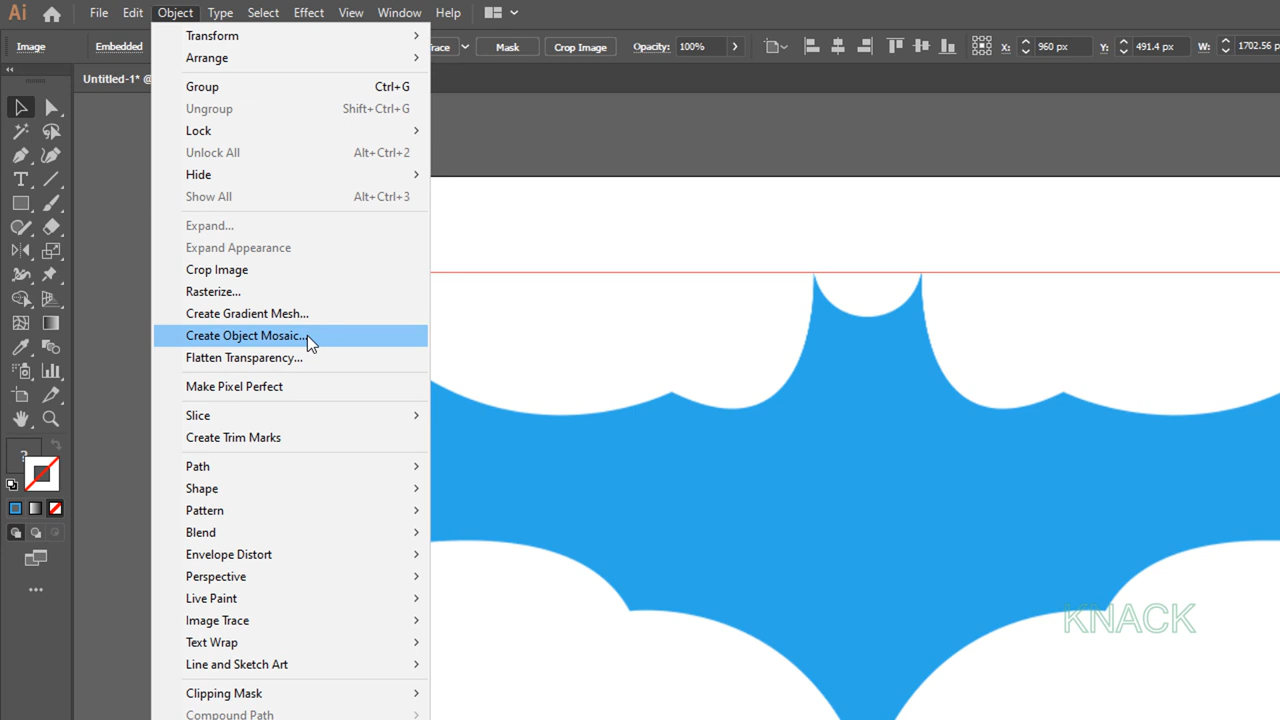 Ai File Edit Object Type Select Effect View Window Help
Image Embedded Trace Mask Crop Image Opacity: 100% X: 960 px Y: 491.4 px W: 1702.56 p
Untitled-1* @
Transform
Arrange
Group Ctrl+G
Ungroup Shift+Ctrl+G
Lock
Unlock All Alt+Ctrl+2
Hide
Show All Alt+Ctrl+3
Expand...
Expand Appearance
Crop Image
Rasterize...
Create Gradient Mesh...
Create Object Mosaic...
Flatten Transparency...
Make Pixel Perfect
Slice
Create Trim Marks
Path
Shape
Pattern
Blend
Envelope Distort
Perspective
Live Paint
Image Trace
Text Wrap
Line and Sketch Art
Clipping Mask
Compound Path
?
KNACK